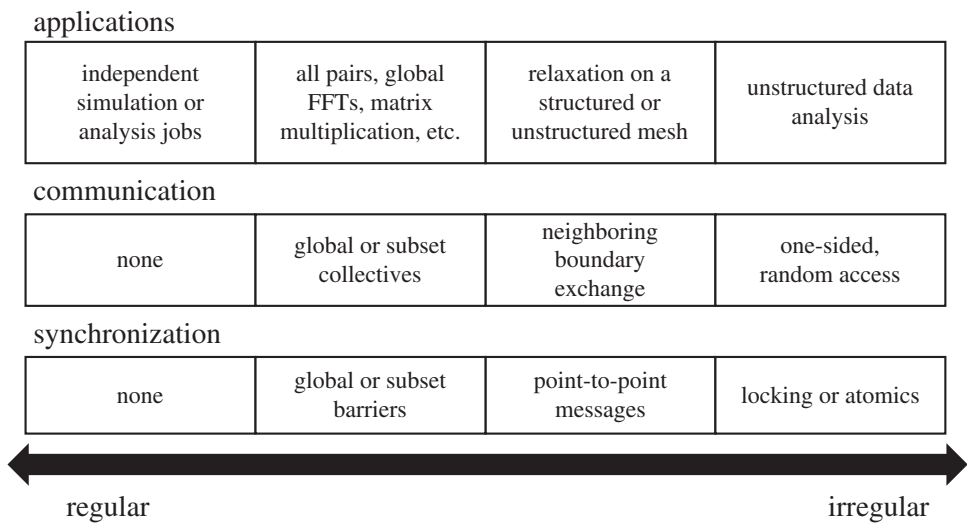 applications
independent
simulation or
analysis jobs
all pairs, global
FFTs, matrix
multiplication, etc.
relaxation on a
structured or
unstructured mesh
unstructured data
analysis
communication
none
global or subset
collectives
neighboring
boundary
exchange
one-sided,
random access
synchronization
none
global or subset
barriers
point-to-point
messages
locking or atomics
regular
irregular